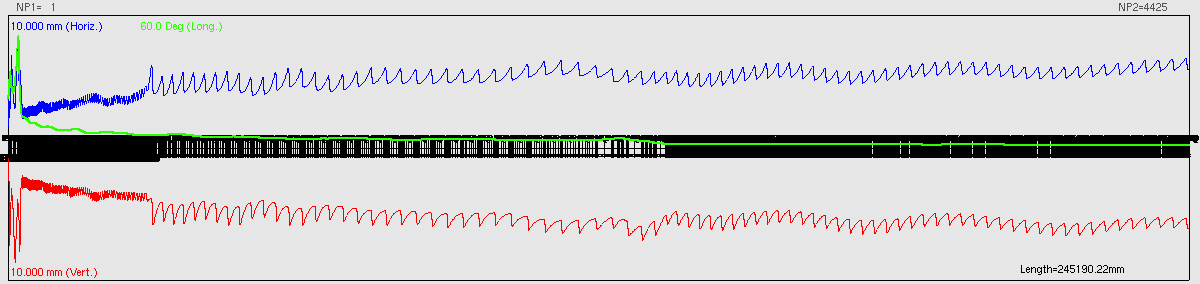 NP1= 1 NP2=4425
10.000 mm (Horiz.) 60.0 Deg (Long.)
10.000 mm (Vert.) Length=245190.22mm